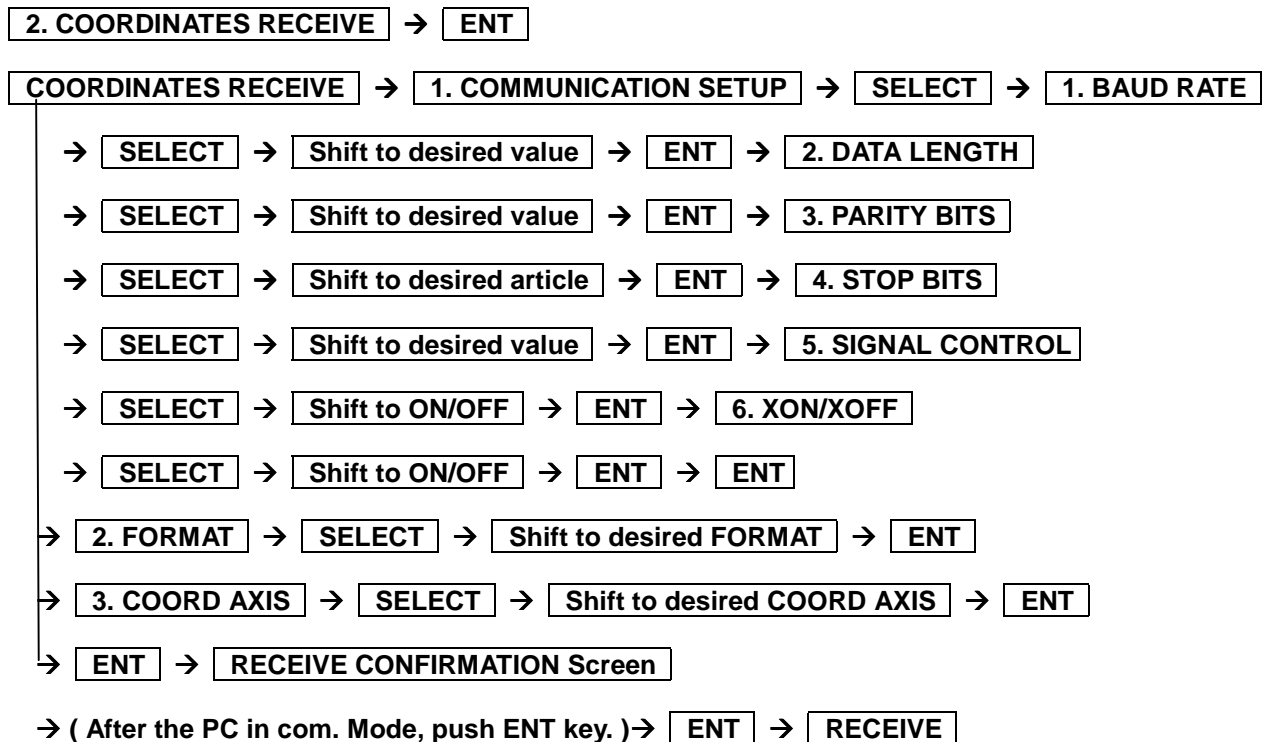 2. COORDINATES RECEIVE → ENT
COORDINATES RECEIVE → 1. COMMUNICATION SETUP → SELECT → 1. BAUD RATE
→ SELECT → Shift to desired value → ENT → 2. DATA LENGTH
→ SELECT → Shift to desired value → ENT → 3. PARITY BITS
→ SELECT → Shift to desired article → ENT → 4. STOP BITS
→ SELECT → Shift to desired value → ENT → 5. SIGNAL CONTROL
→ SELECT → Shift to ON/OFF → ENT → 6. XON/XOFF
→ SELECT → Shift to ON/OFF → ENT → ENT
→ 2. FORMAT → SELECT → Shift to desired FORMAT → ENT
→ 3. COORD AXIS → SELECT → Shift to desired COORD AXIS → ENT
→ ENT → RECEIVE CONFIRMATION Screen
→ ( After the PC in com. Mode, push ENT key. )→ ENT → RECEIVE